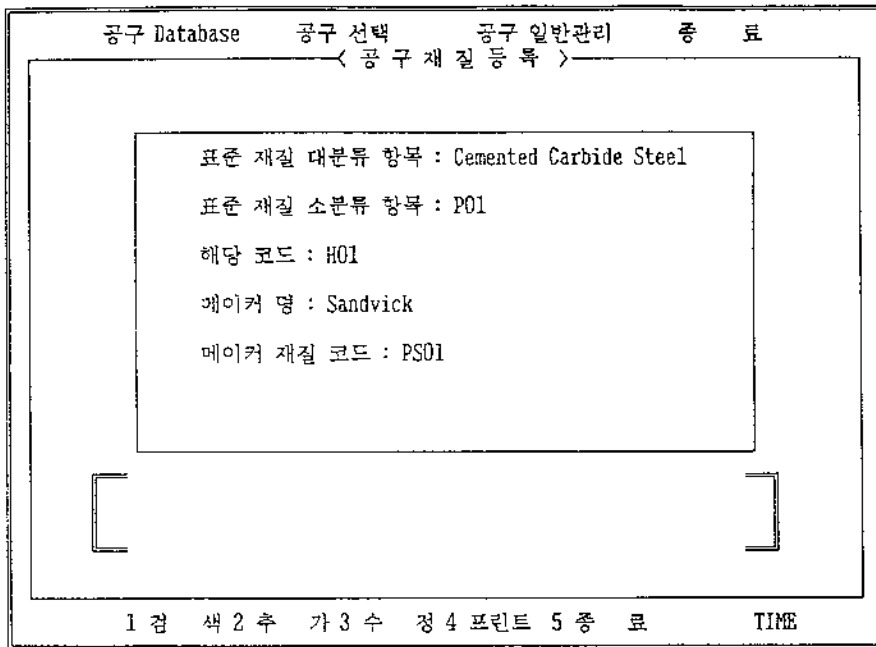 공구 Database 공구 선택 공구 일반관리 종 료
< 공 구 재 질 등 록 >
표준 재질 대분류 항목 : Cemented Carbide Steel
표준 재질 소분류 항목 : P01
해당 코드 : H01
메이커 명 : Sandvick
메이커 재질 코드 : PS01
1 검 색 2 추 가 3 수 정 4 프린트 5 종 료 TIME